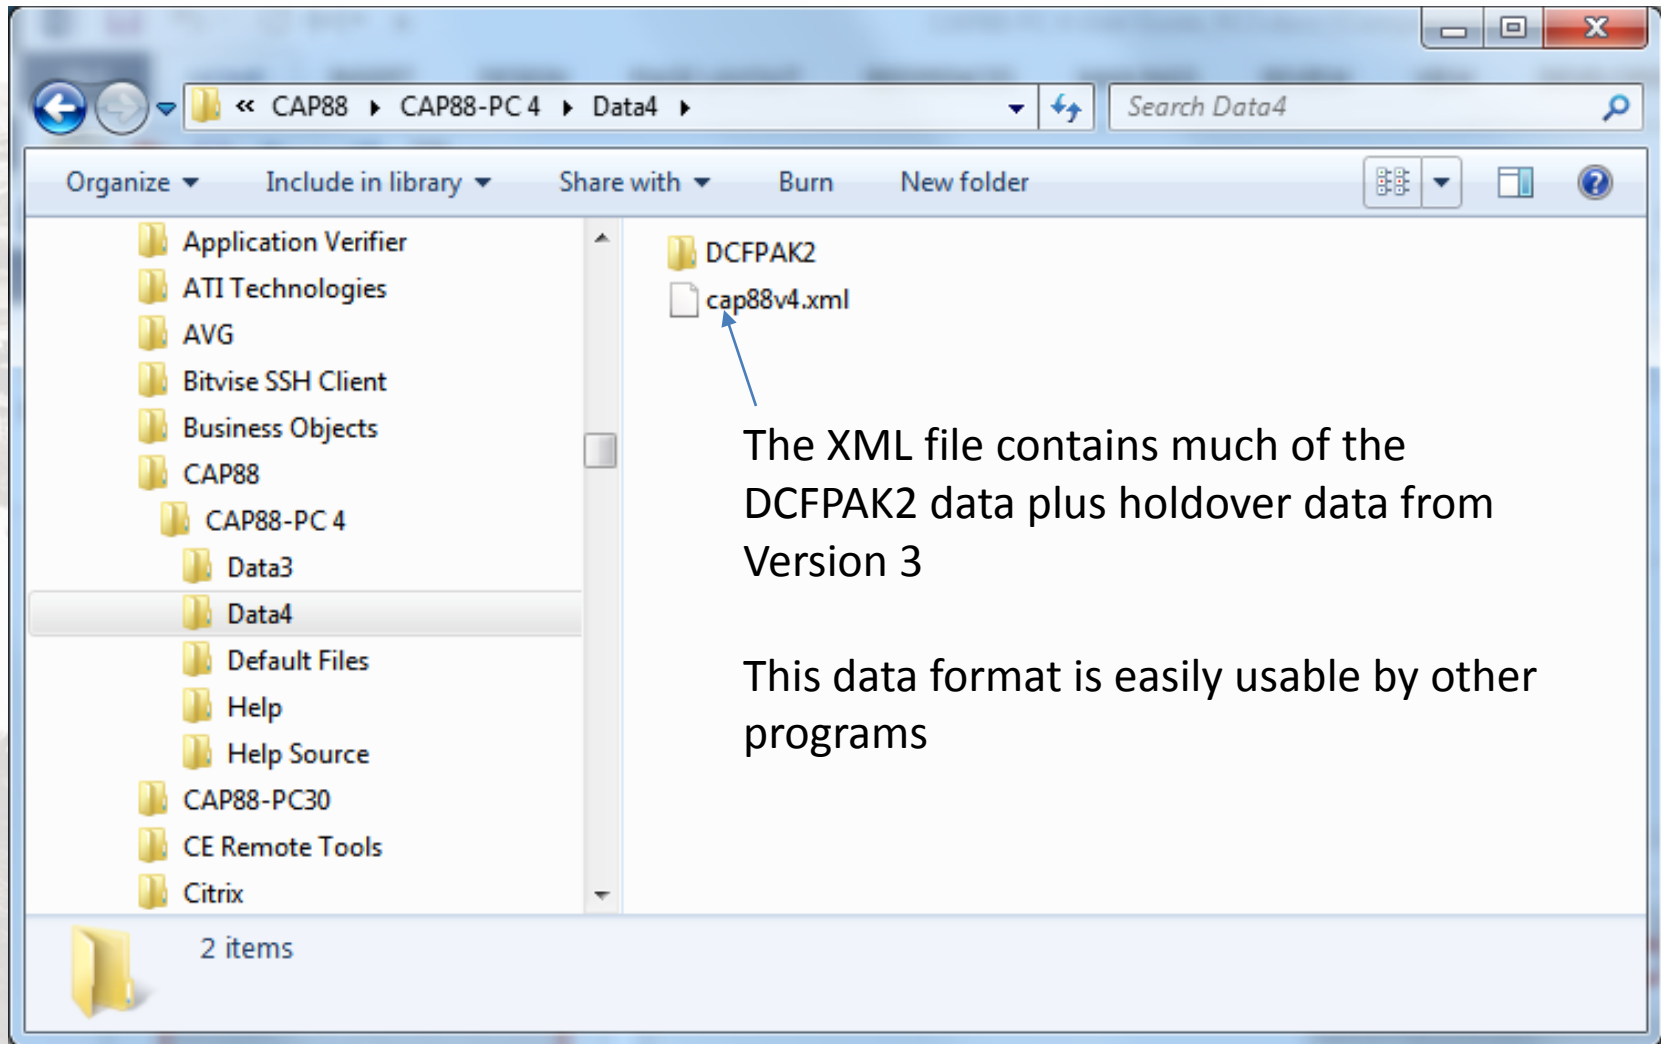 « CAP88 ▸ CAP88-PC 4 ▸ Data4 ▸
Search Data4
Organize Include in library Share with Burn New folder
Application Verifier
ATI Technologies
AVG
Bitvise SSH Client
Business Objects
CAP88
CAP88-PC 4
Data3
Data4
Default Files
Help
Help Source
CAP88-PC30
CE Remote Tools
Citrix
DCFPAK2
cap88v4.xml
The XML file contains much of the
DCFPAK2 data plus holdover data from
Version 3
This data format is easily usable by other
programs
2 items